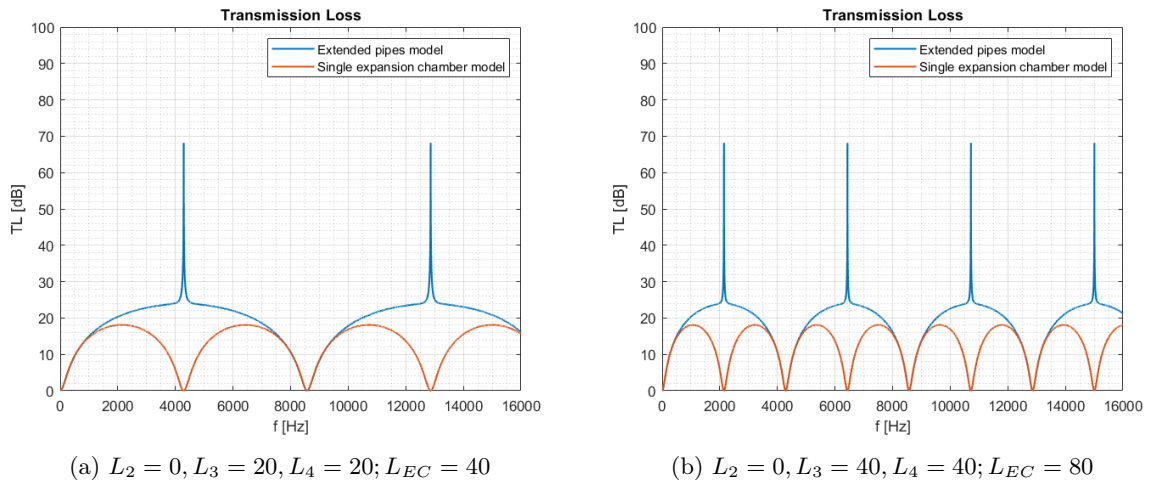 Transmission Loss
100
90
80
70
60
50
40
30
20
10
0
TL [dB]
Extended pipes model
Single expansion chamber model
0 2000 4000 6000 8000 10000 12000 14000 16000
f [Hz]
(a) L₂ = 0, L₃ = 20, L₄ = 20; L_EC = 40
Transmission Loss
100
90
80
70
60
50
40
30
20
10
0
TL [dB]
Extended pipes model
Single expansion chamber model
0 2000 4000 6000 8000 10000 12000 14000 16000
f [Hz]
(b) L₂ = 0, L₃ = 40, L₄ = 40; L_EC = 80